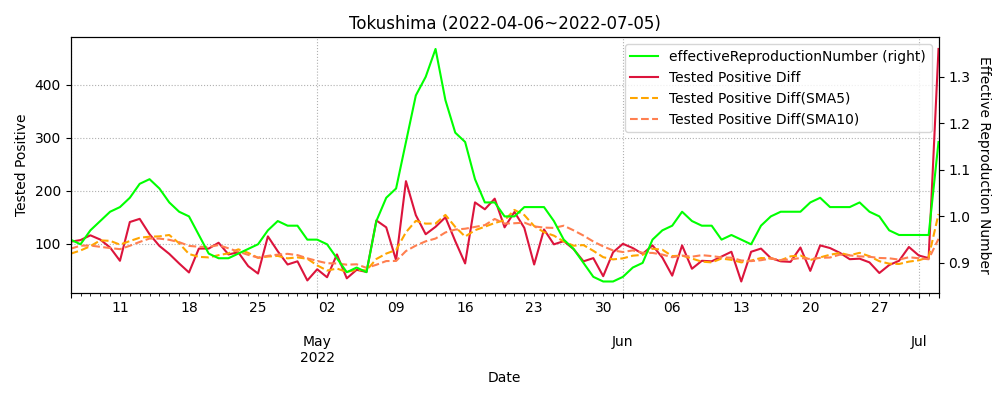 Tokushima (2022-04-06~2022-07-05)
effectiveReproductionNumber (right)
Tested Positive Diff
Tested Positive Diff(SMA5)
Tested Positive Diff(SMA10)
Tested Positive
400
300
200
100
1.3
1.2
1.1
1.0
0.9
Effective Reproduction Number
11 18 25 02 09 16 23 30 06 13 20 27
May Jun Jul
2022
Date